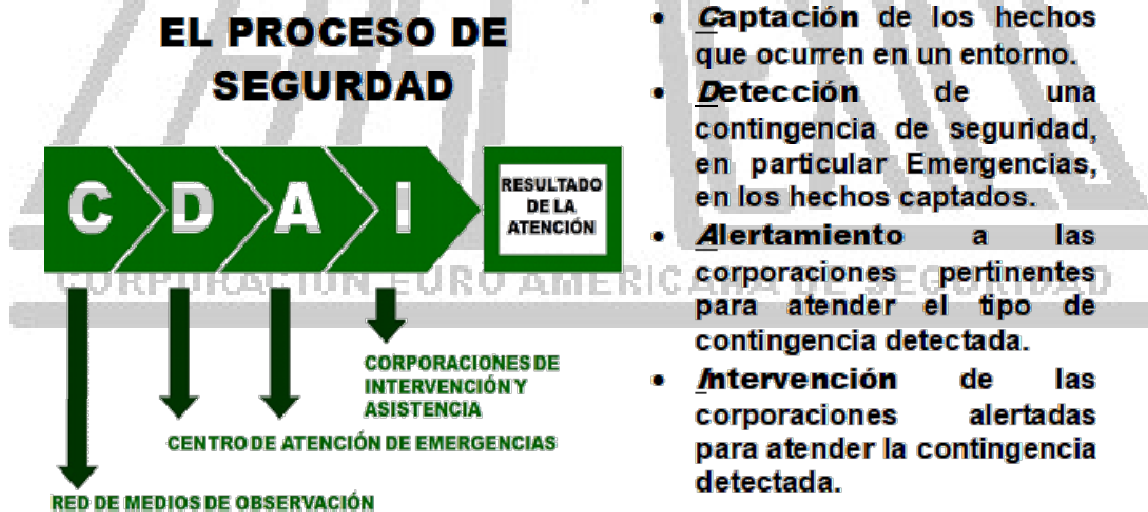 EL PROCESO DE
SEGURDAD
C D A I
RESULTADO
DE LA
ATENCIÓN
CORPORACIONES DE
INTERVENCIÓN Y
ASISTENCIA
CENTRO DE ATENCIÓN DE EMERGENCIAS
RED DE MEDIOS DE OBSERVACIÓN
• Captación de los hechos
que ocurren en un entorno.
• Detección de una
contingencia de seguridad,
en particular Emergencias,
en los hechos captados.
• Alertamiento a las
corporaciones pertinentes
para atender el tipo de
contingencia detectada.
• Intervención de las
corporaciones alertadas
para atender la contingencia
detectada.
CORPORACION EURO AMERICANA DE SEGURIDAD